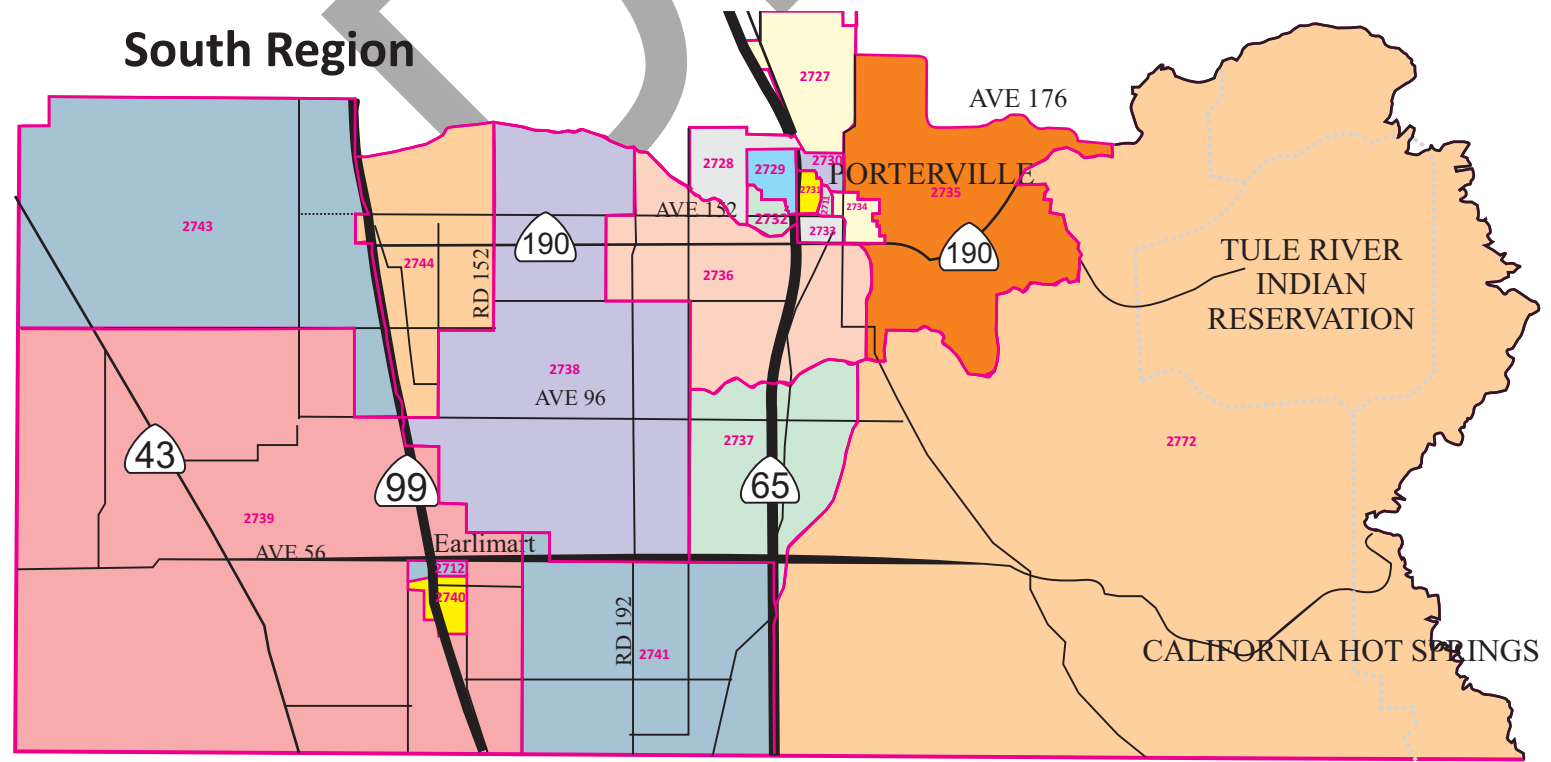 South Region
2727
AVE 176
2728
2729
2730
PORTERVILLE
2731
2735
2711
2734
AVE 152
2732
2733
2743
190
190
2744
RD 152
2736
TULE RIVER
INDIAN
RESERVATION
2738
AVE 96
2737
2772
43
99
65
2739
Earlimart
AVE 56
2712
2740
RD 192
2741
CALIFORNIA HOT SPRINGS